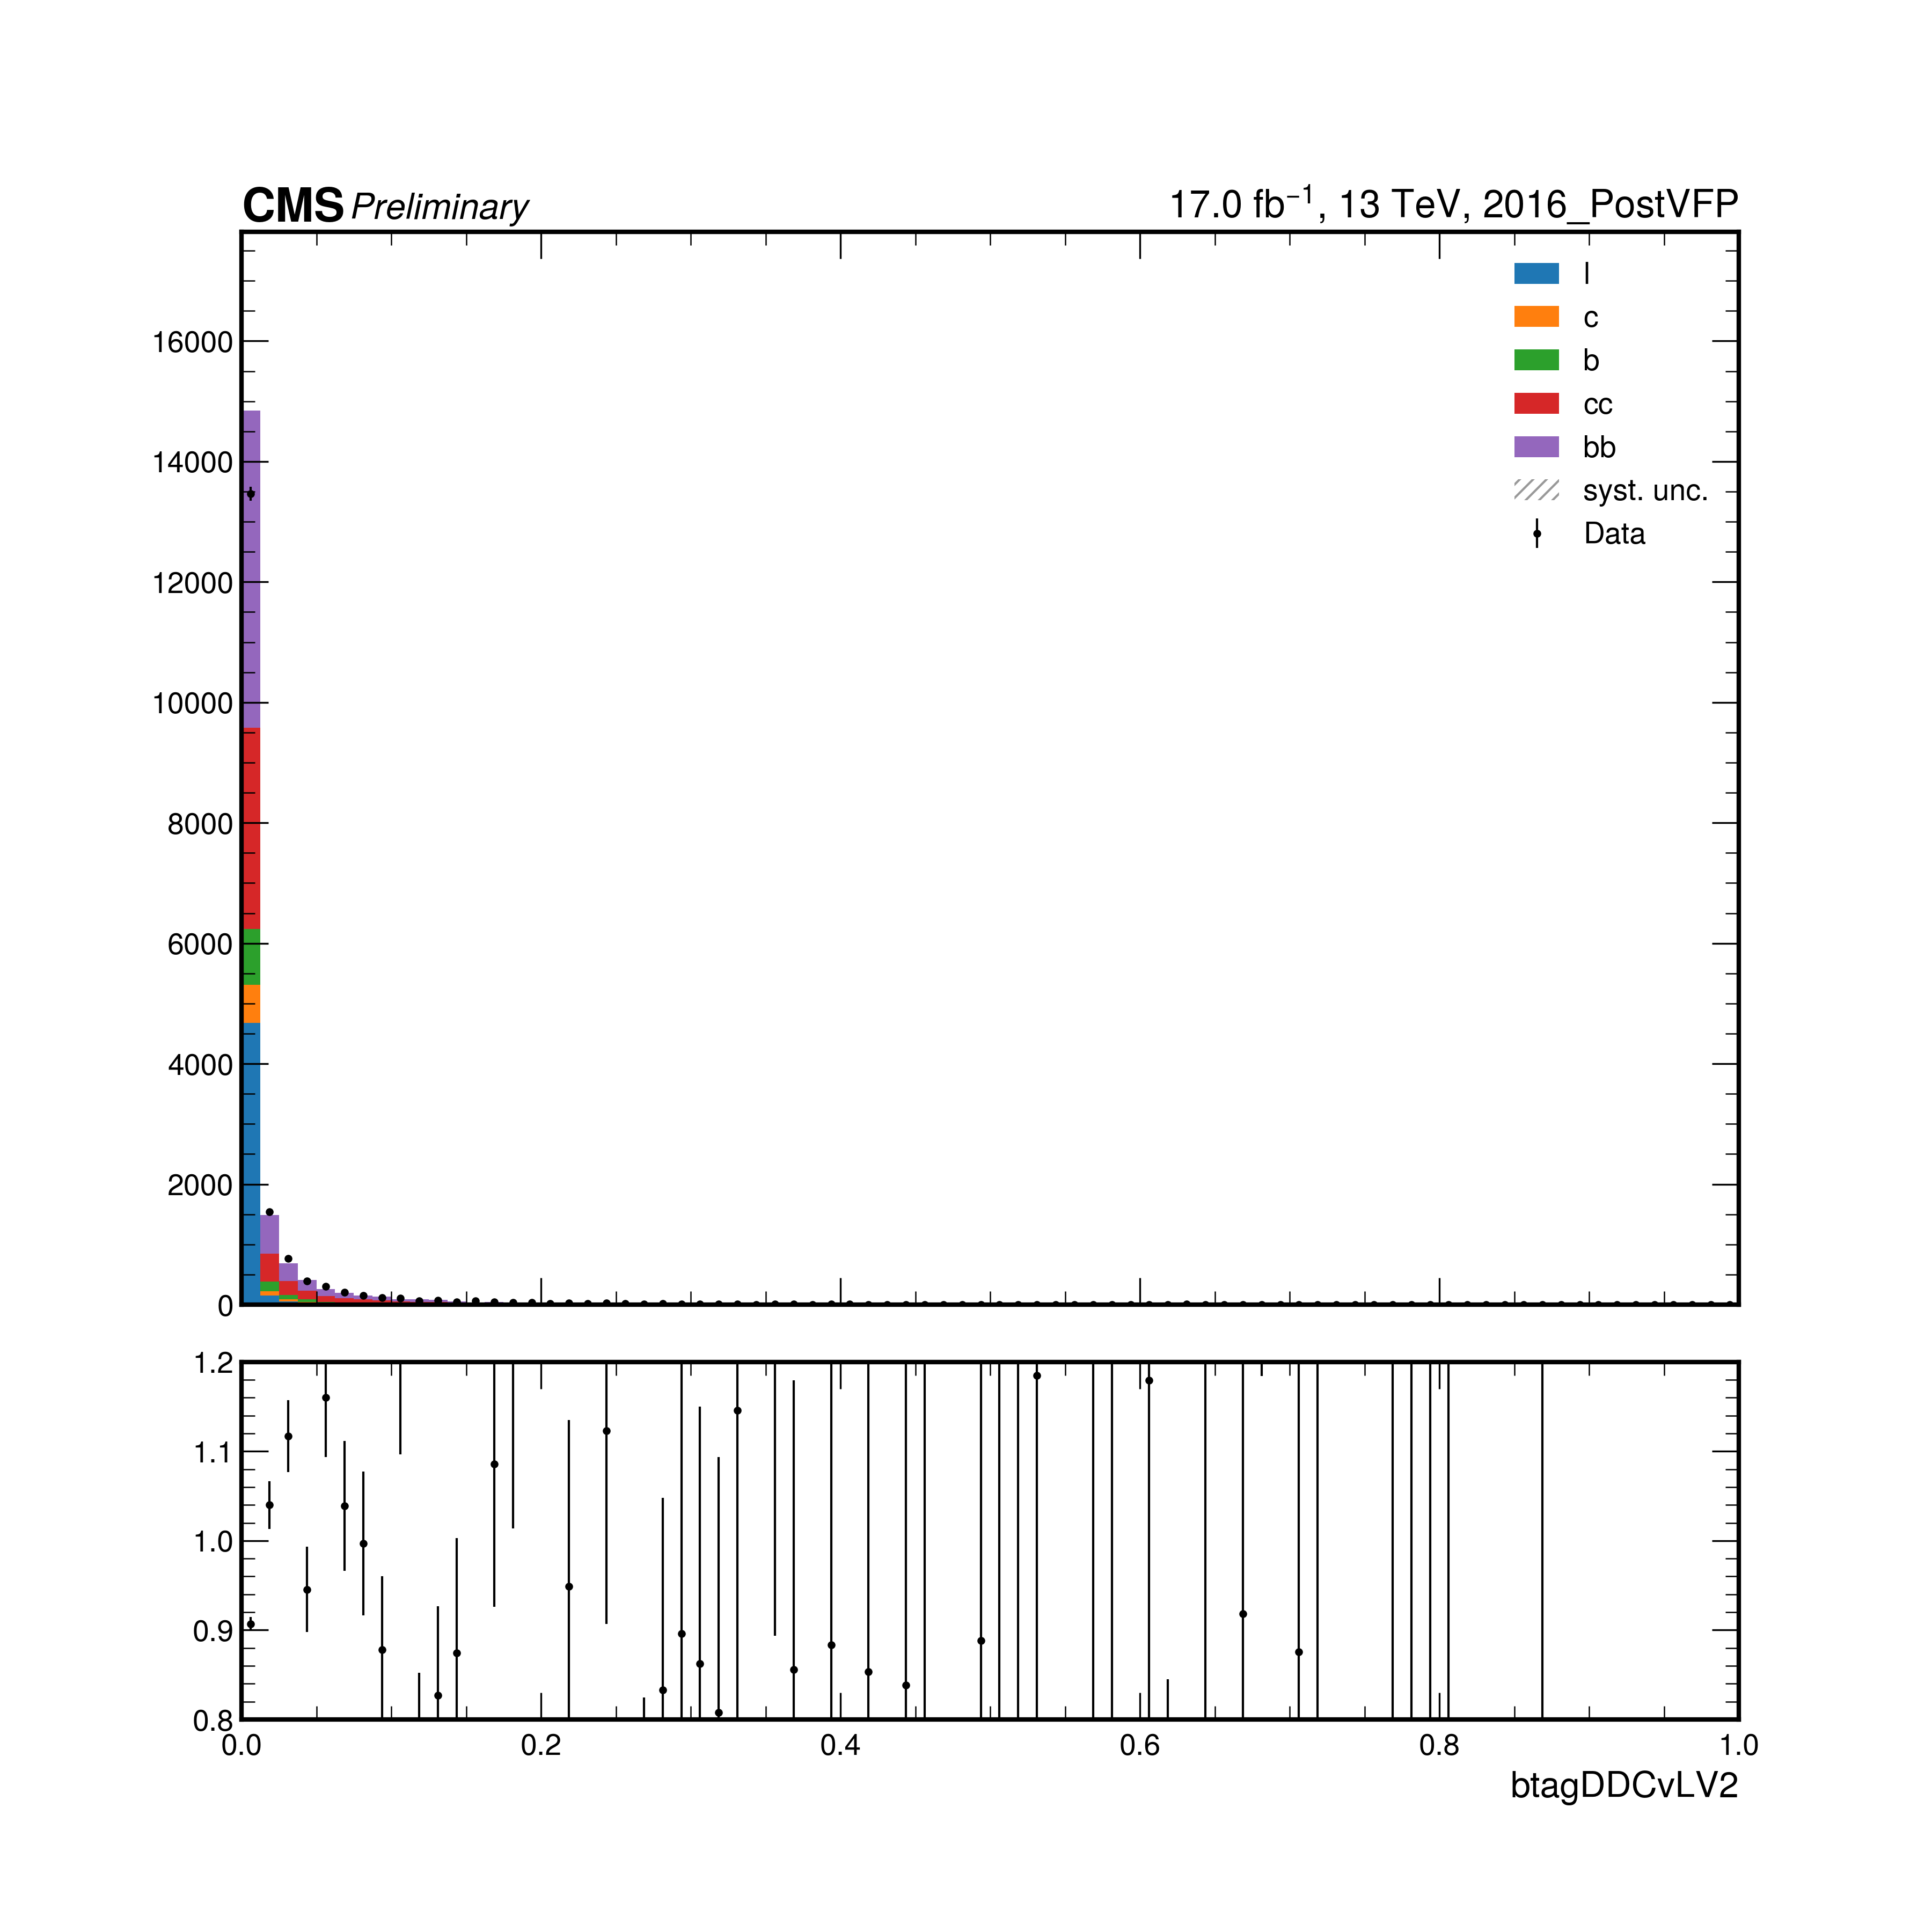 CMS Preliminary 17.0 fb⁻¹, 13 TeV, 2016_PostVFP
l
c
b
cc
bb
syst. unc.
Data
16000
14000
12000
10000
8000
6000
4000
2000
0
1.2
1.1
1.0
0.9
0.8
0.0 0.2 0.4 0.6 0.8 1.0
btagDDCvLV2